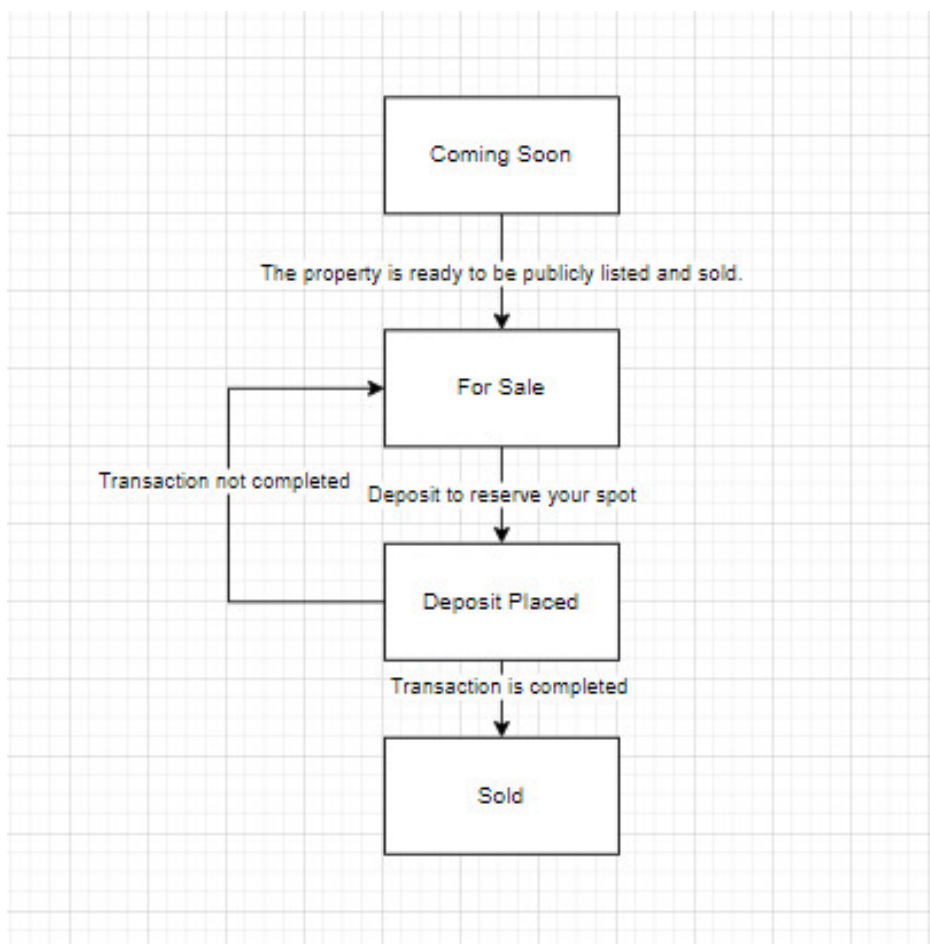 Coming Soon
The property is ready to be publicly listed and sold.
For Sale
Transaction not completed
Deposit to reserve your spot
Deposit Placed
Transaction is completed
Sold